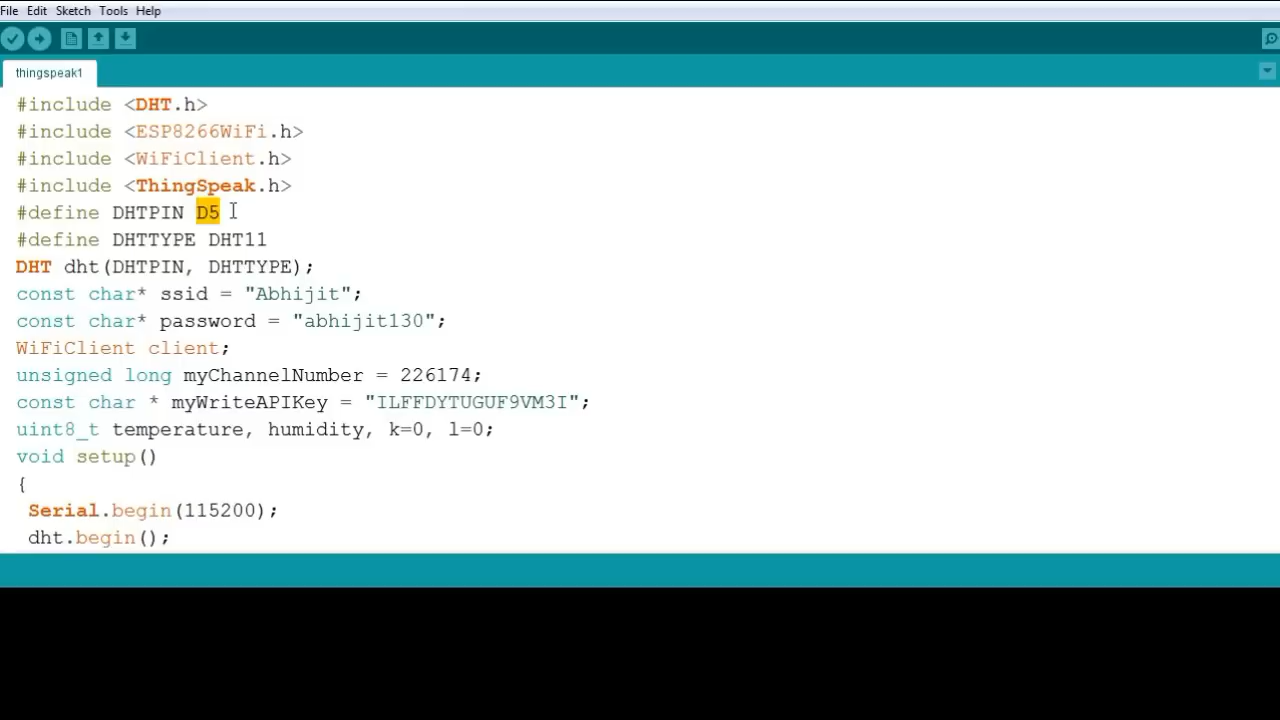 File Edit Sketch Tools Help
thingspeak1
#include <DHT.h>
#include <ESP8266WiFi.h>
#include <WiFiClient.h>
#include <ThingSpeak.h>
#define DHTPIN D5
#define DHTTYPE DHT11
DHT dht(DHTPIN, DHTTYPE);
const char* ssid = "Abhijit";
const char* password = "abhijit130";
WiFiClient client;
unsigned long myChannelNumber = 226174;
const char * myWriteAPIKey = "ILFFDYTUGUF9VM3I";
uint8_t temperature, humidity, k=0, l=0;
void setup()
{
Serial.begin(115200);
dht.begin();